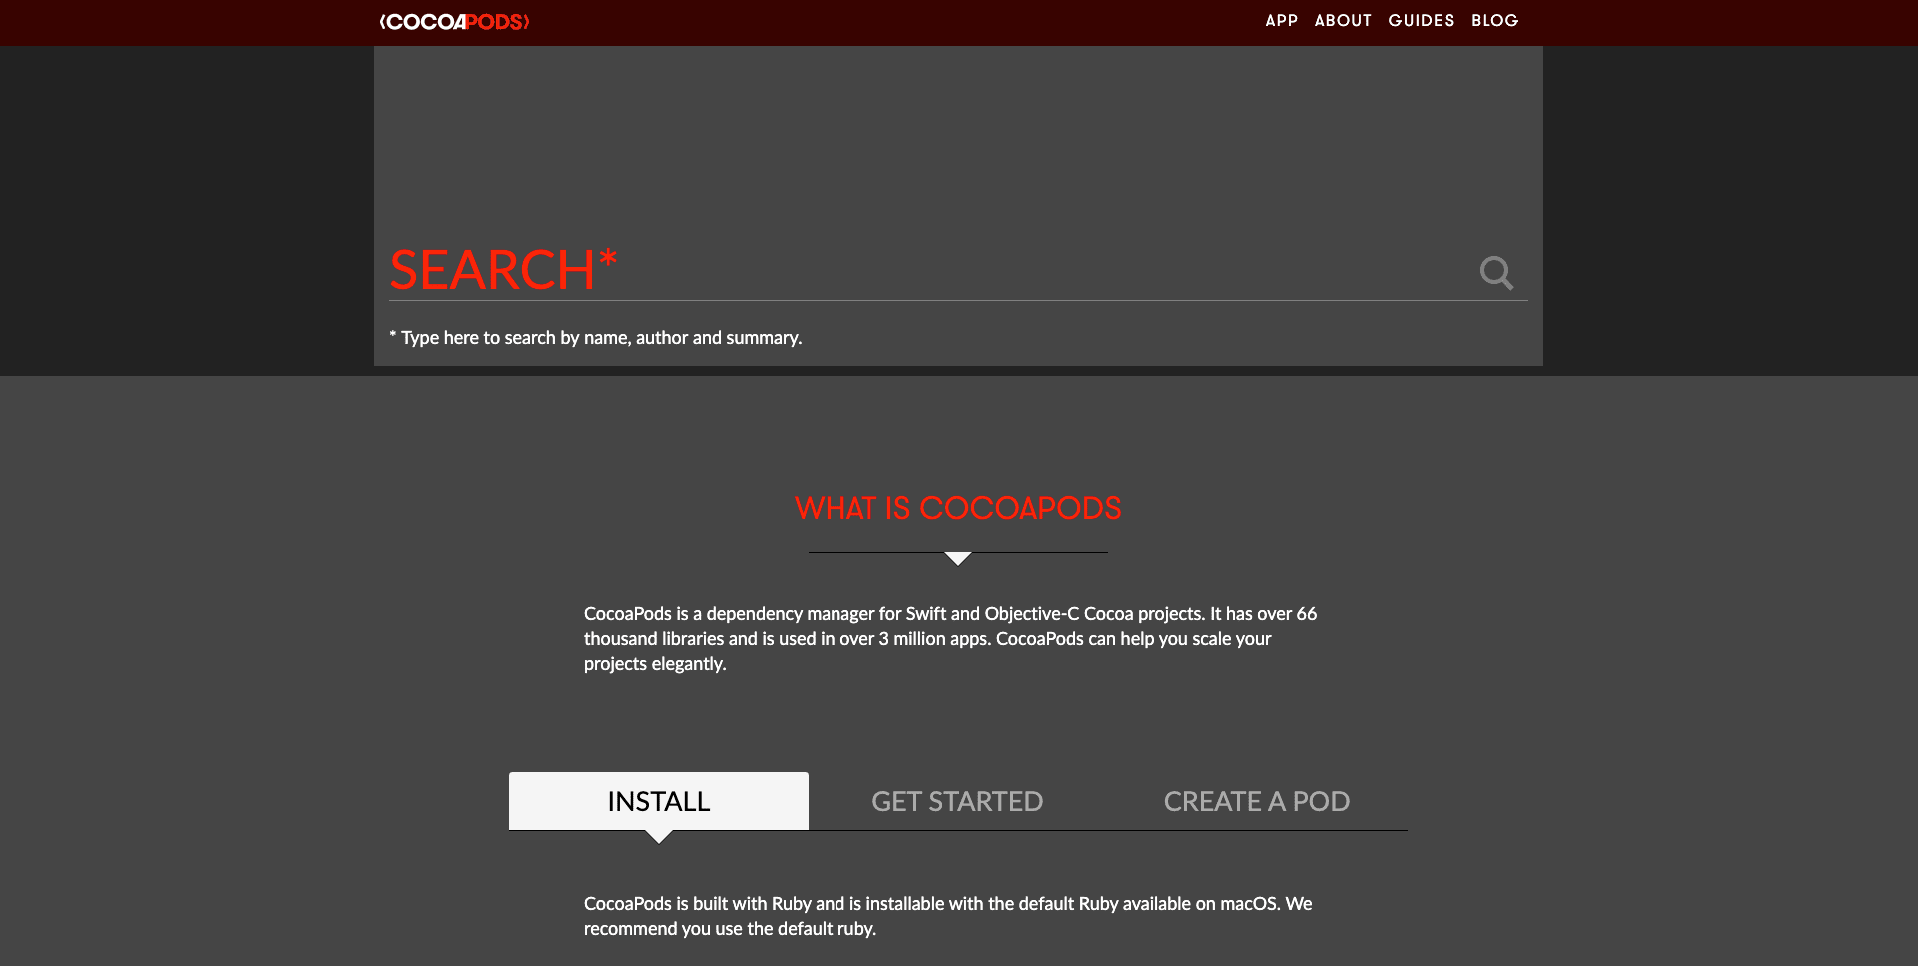 <COCOAPODS>
APP ABOUT GUIDES BLOG
SEARCH*
* Type here to search by name, author and summary.
WHAT IS COCOAPODS
CocoaPods is a dependency manager for Swift and Objective-C Cocoa projects. It has over 66
thousand libraries and is used in over 3 million apps. CocoaPods can help you scale your
projects elegantly.
INSTALL GET STARTED CREATE A POD
CocoaPods is built with Ruby and is installable with the default Ruby available on macOS. We
recommend you use the default ruby.